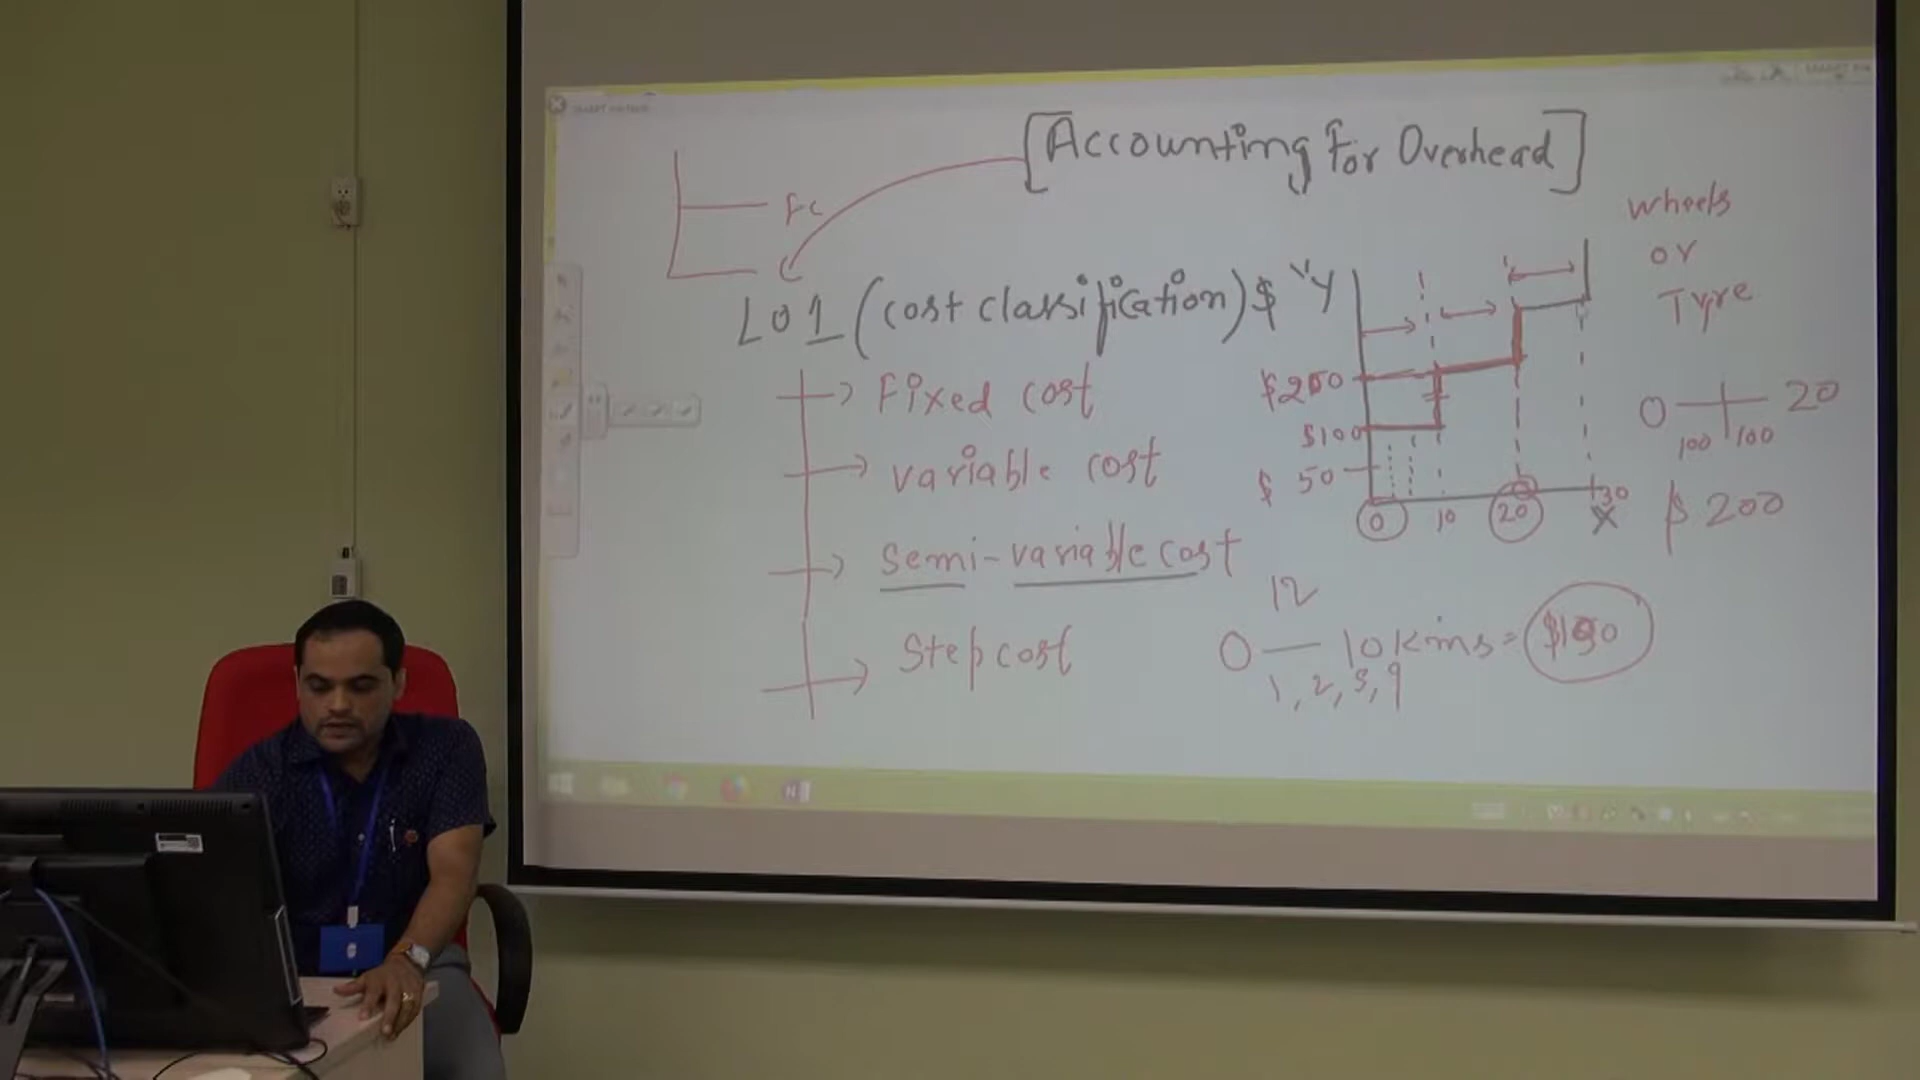 [Accounting For Overhead]
FC
wheels
or
Tyre
LO1 (cost classification)
$ Y
Fixed cost
variable cost
semi-variable cost
Step cost
$200
$100
$ 50
0 10 20 30
X
0 20
100 100
$ 200
12
0 — 10 Kms =
1, 2, 3, 9